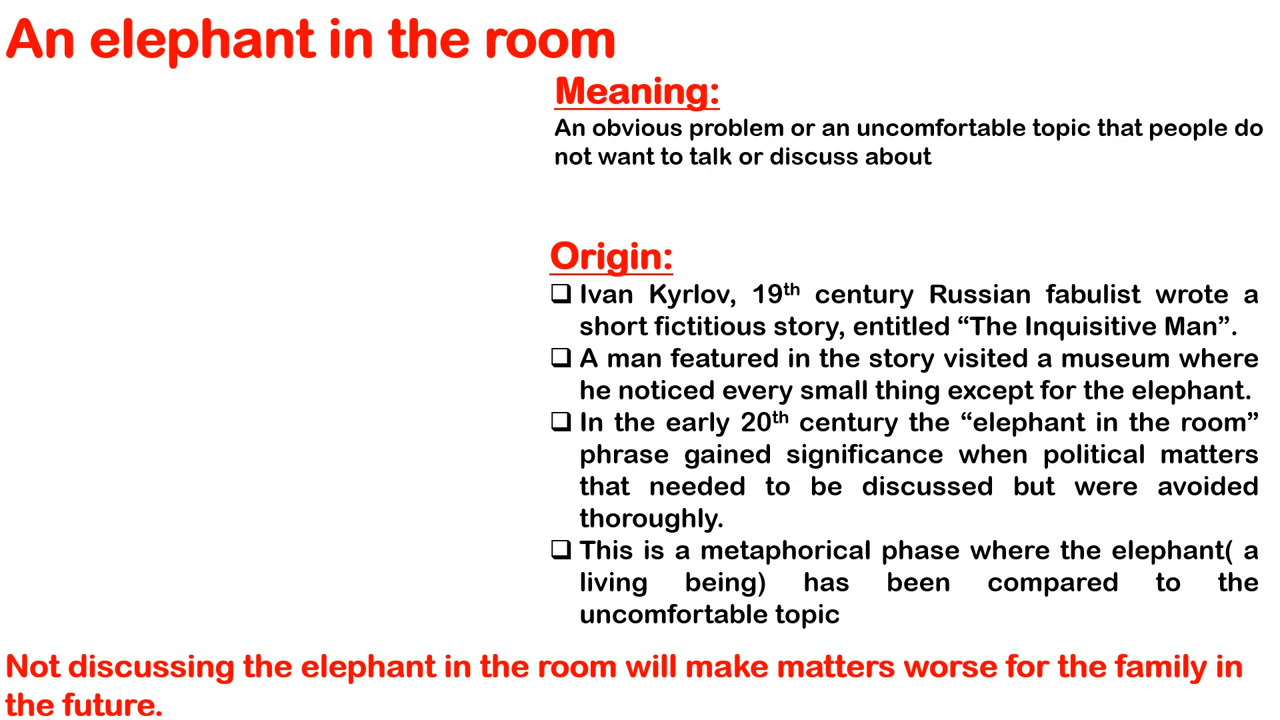 An elephant in the room
Meaning:
An obvious problem or an uncomfortable topic that people do
not want to talk or discuss about
Origin:
❑ Ivan Kyrlov, 19th century Russian fabulist wrote a
short fictitious story, entitled “The Inquisitive Man”.
❑ A man featured in the story visited a museum where
he noticed every small thing except for the elephant.
❑ In the early 20th century the “elephant in the room”
phrase gained significance when political matters
that needed to be discussed but were avoided
thoroughly.
❑ This is a metaphorical phase where the elephant( a
living being) has been compared to the
uncomfortable topic
Not discussing the elephant in the room will make matters worse for the family in
the future.